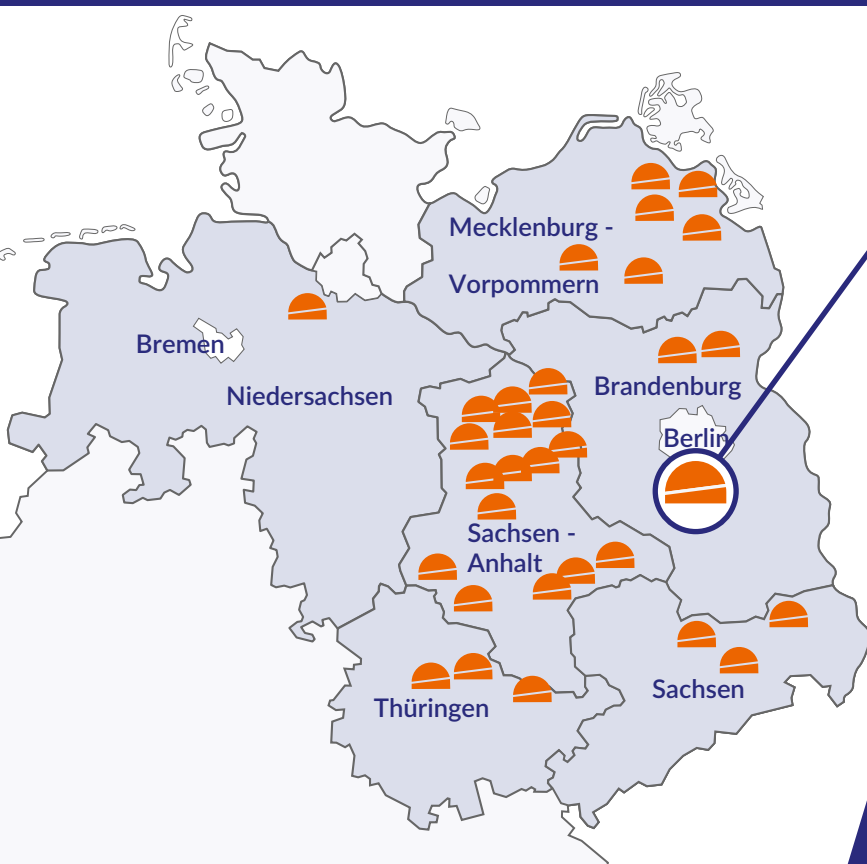 Mecklenburg -
Vorpommern
Bremen
Niedersachsen
Brandenburg
Berlin
Sachsen -
Anhalt
Thüringen
Sachsen